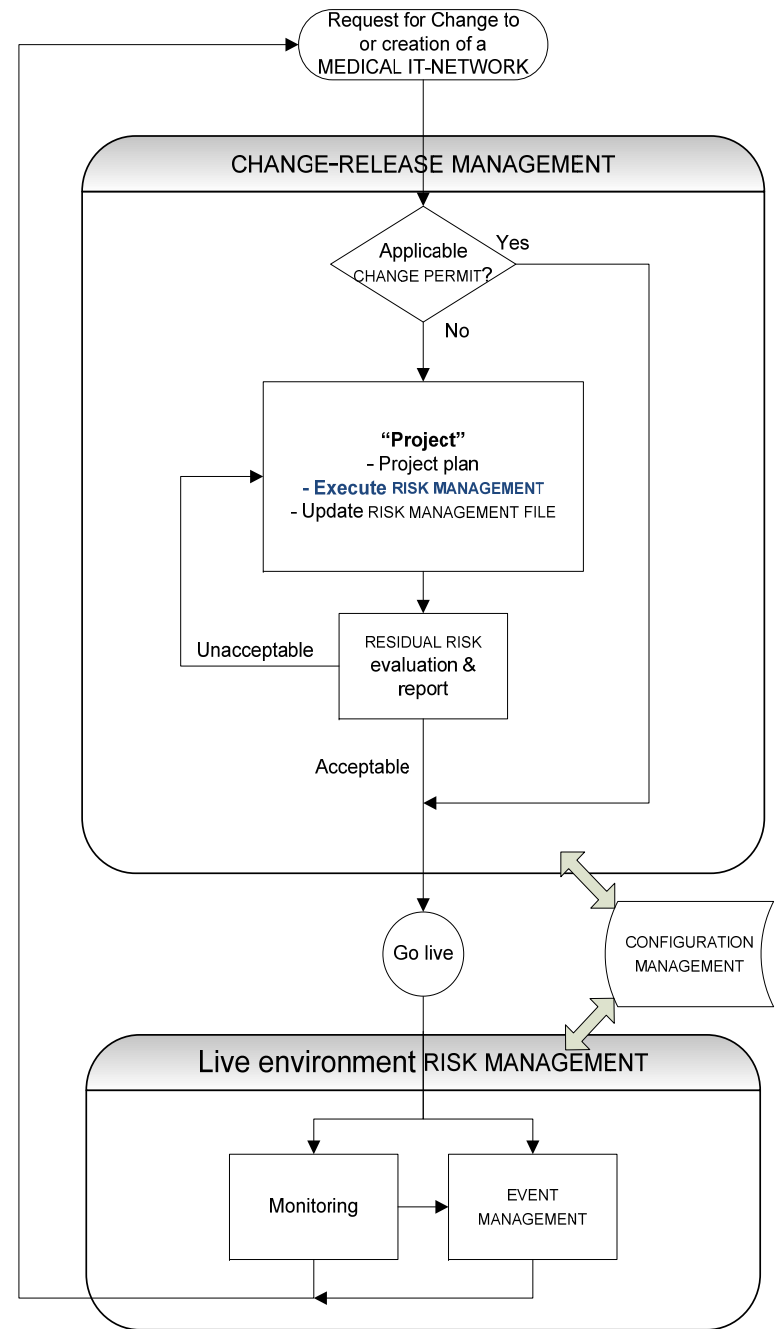 Request for Change to
or creation of a
MEDICAL IT-NETWORK
CHANGE-RELEASE MANAGEMENT
Applicable
CHANGE PERMIT?
Yes
No
“Project”
- Project plan
- Execute RISK MANAGEMENT
- Update RISK MANAGEMENT FILE
Unacceptable
RESIDUAL RISK
evaluation &
report
Acceptable
Go live
CONFIGURATION
MANAGEMENT
Live environment RISK MANAGEMENT
Monitoring
EVENT
MANAGEMENT